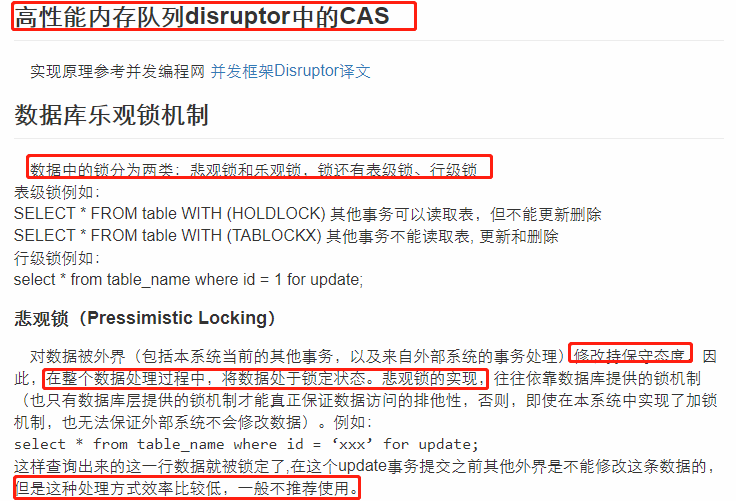 高性能内存队列disruptor中的CAS
实现原理参考并发编程网 并发框架Disruptor译文
数据库乐观锁机制
数据中的锁分为两类：悲观锁和乐观锁，锁还有表级锁、行级锁
表级锁例如：
SELECT * FROM table WITH (HOLDLOCK) 其他事务可以读取表，但不能更新删除
SELECT * FROM table WITH (TABLOCKX) 其他事务不能读取表, 更新和删除
行级锁例如：
select * from table_name where id = 1 for update;
悲观锁（Pressimistic Locking）
对数据被外界（包括本系统当前的其他事务，以及来自外部系统的事务处理）修改持保守态度，因
此，在整个数据处理过程中，将数据处于锁定状态。悲观锁的实现，往往依靠数据库提供的锁机制
（也只有数据库层提供的锁机制才能真正保证数据访问的排他性，否则，即使在本系统中实现了加锁
机制，也无法保证外部系统不会修改数据）。例如：
select * from table_name where id = ‘xxx’ for update;
这样查询出来的这一行数据就被锁定了,在这个update事务提交之前其他外界是不能修改这条数据的，
但是这种处理方式效率比较低，一般不推荐使用。